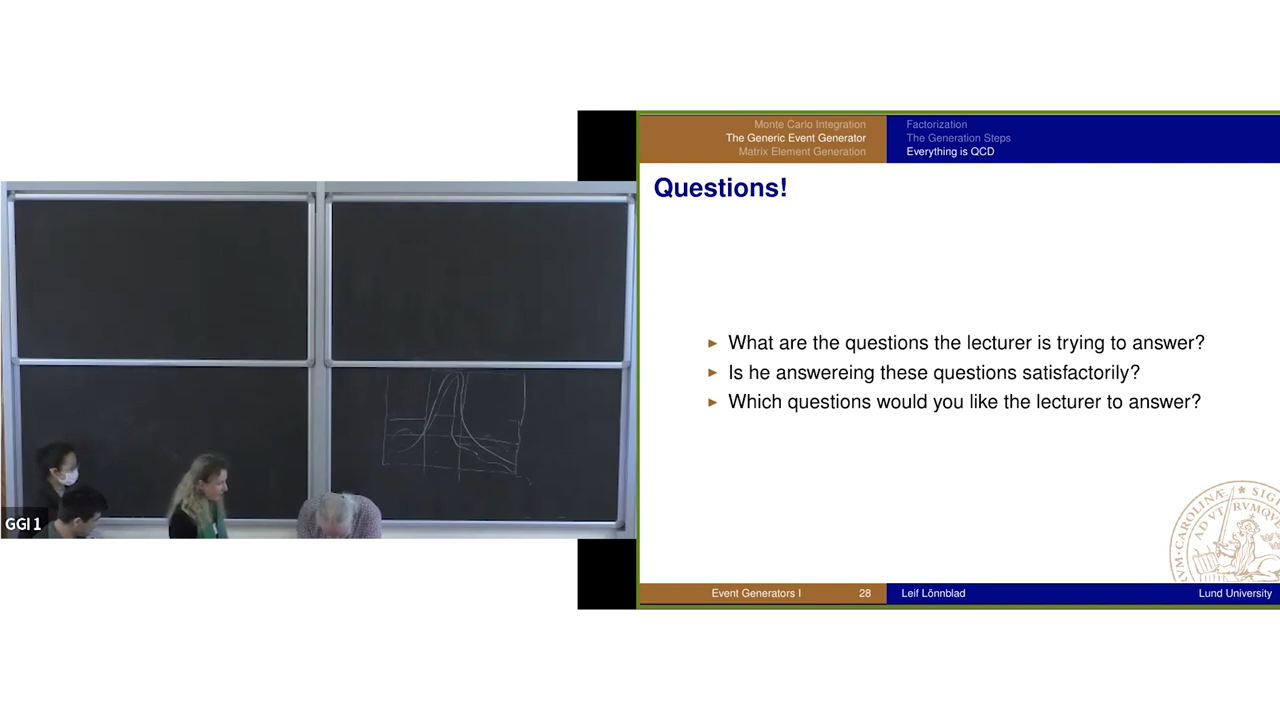 Monte Carlo Integration
The Generic Event Generator
Matrix Element Generation
Factorization
The Generation Steps
Everything is QCD
Questions!
What are the questions the lecturer is trying to answer?
Is he answereing these questions satisfactorily?
Which questions would you like the lecturer to answer?
GGI 1
Event Generators I 28 Leif Lönnblad Lund University